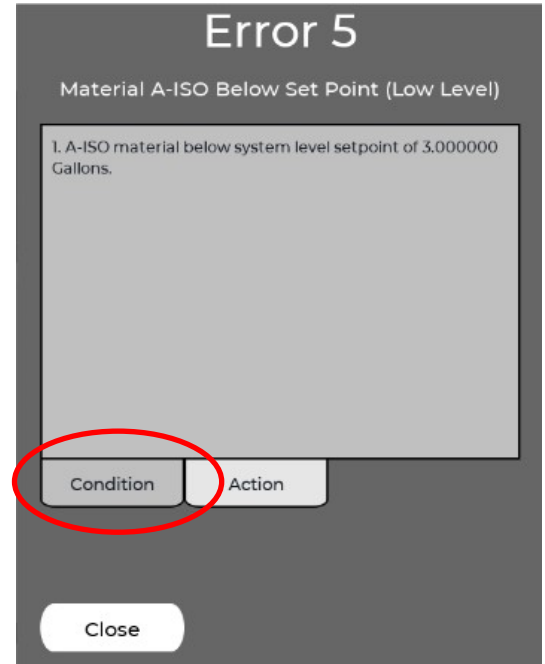 Error 5
Material A-ISO Below Set Point (Low Level)
1. A-ISO material below system level setpoint of 3.000000
Gallons.
Condition
Action
Close